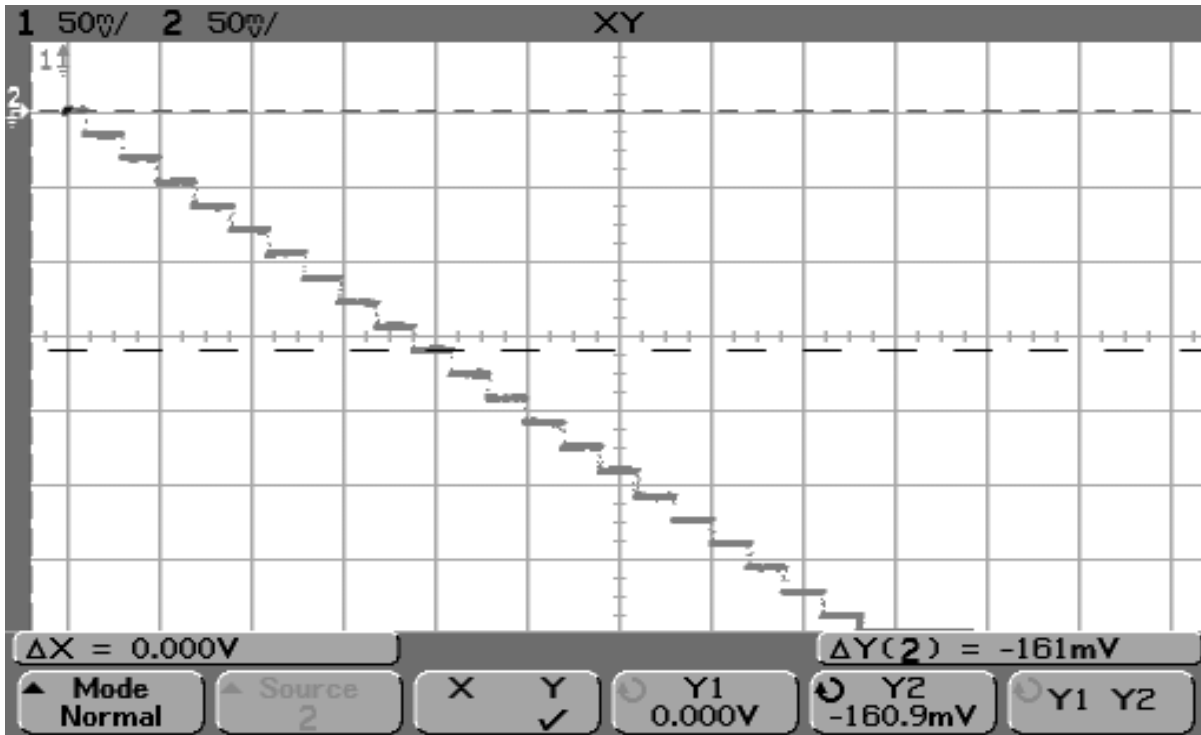 1 50mV/ 2 50mV/ XY
11
2
ΔX = 0.000V ΔY(2) = -161mV
Mode Source X Y Y1 Y2 Y1 Y2
Normal 2 ✓ 0.000V -160.9mV